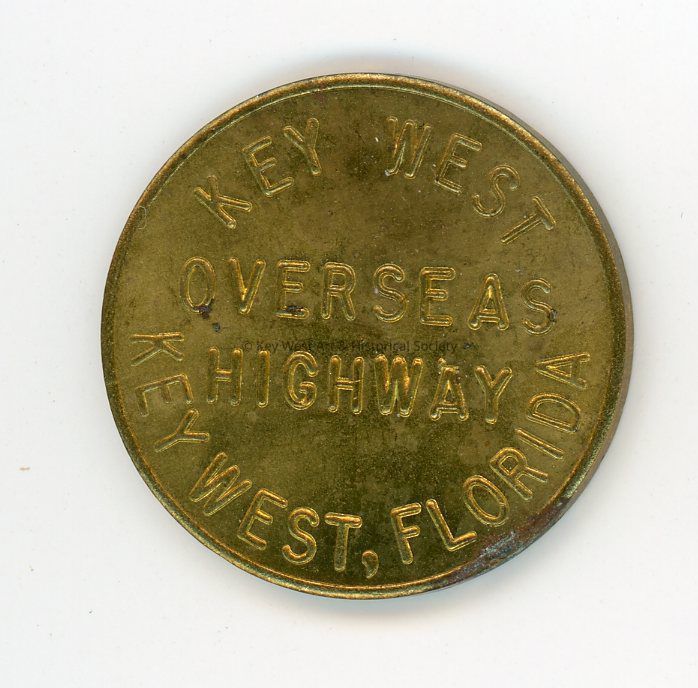 KEY WEST
OVERSEAS
© Key West Art & Historical Society
HIGHWAY
KEY WEST, FLORIDA